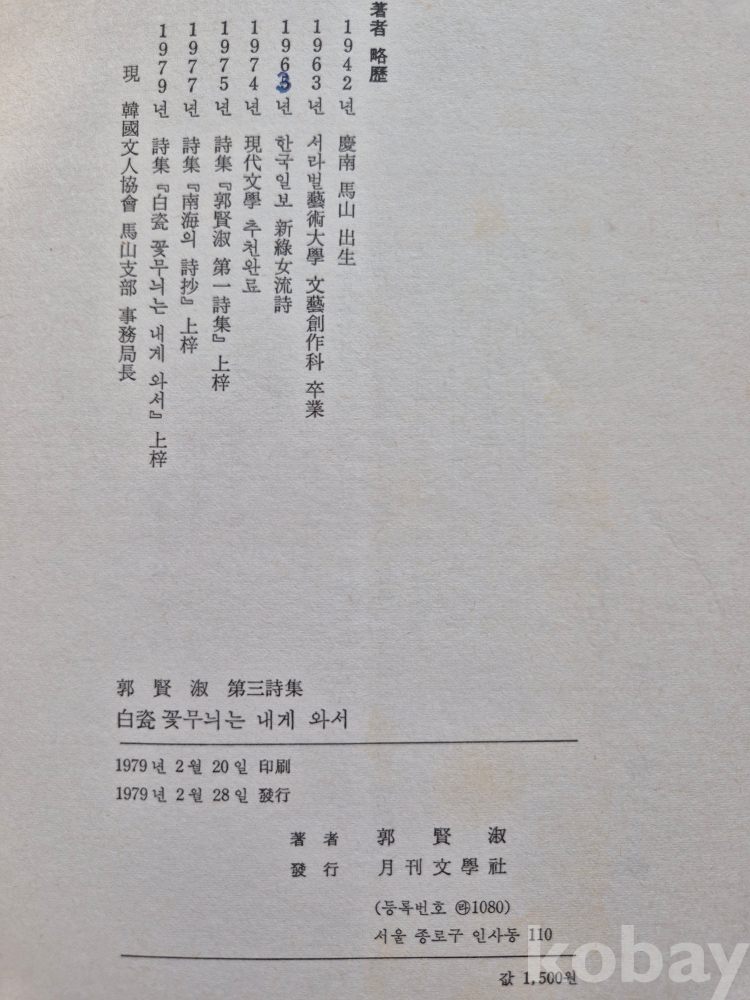 著者 略歷
1942년 慶南 馬山 出生
1963년 서라벌藝術大學 文藝創作科 卒業
1963년 한국일보 新綠女流詩
1974년 現代文學 추천완료
1975년 詩集『郭賢淑 第一詩集』上梓
1977년 詩集『南海의 詩抄』上梓
1979년 詩集『白瓷 꽃무늬는 내게 와서』上梓
現 韓國文人協會 馬山支部 事務局長
郭賢淑 第三詩集
白瓷 꽃무늬는 내게 와서
1979년 2월 20일 印刷
1979년 2월 28일 發行
著者 郭賢淑
發行 月刊文學社
(등록번호 ㉱1080)
서울 종로구 인사동 110
값 1,500원
kobay